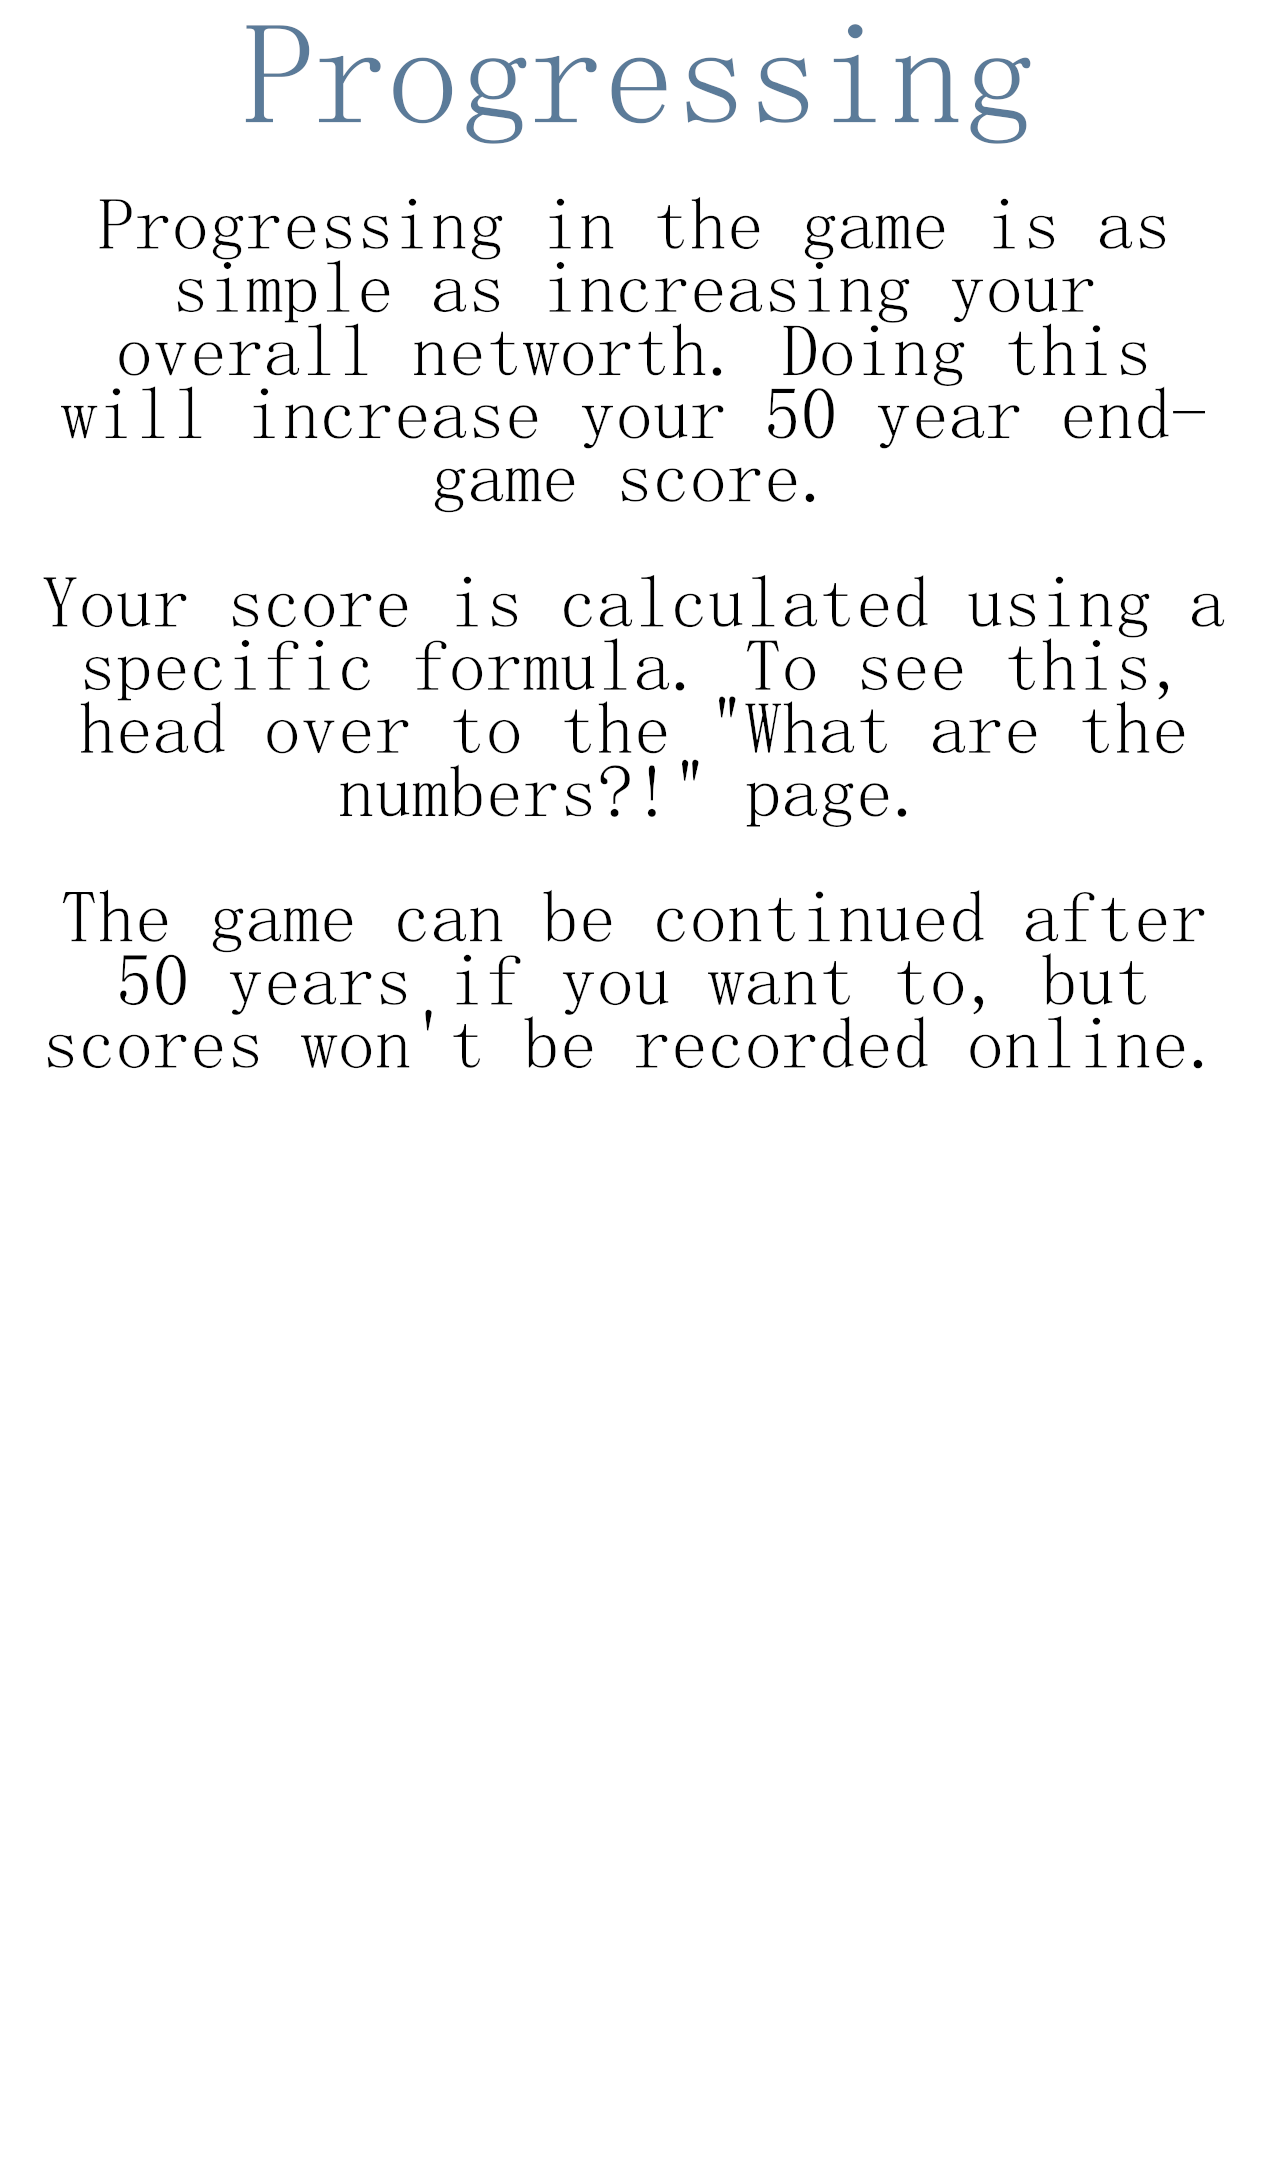 Progressing
Progressing in the game is as
simple as increasing your
overall networth. Doing this
will increase your 50 year end-
game score.
Your score is calculated using a
specific formula. To see this,
head over to the "What are the
numbers?!" page.
The game can be continued after
50 years if you want to, but
scores won't be recorded online.